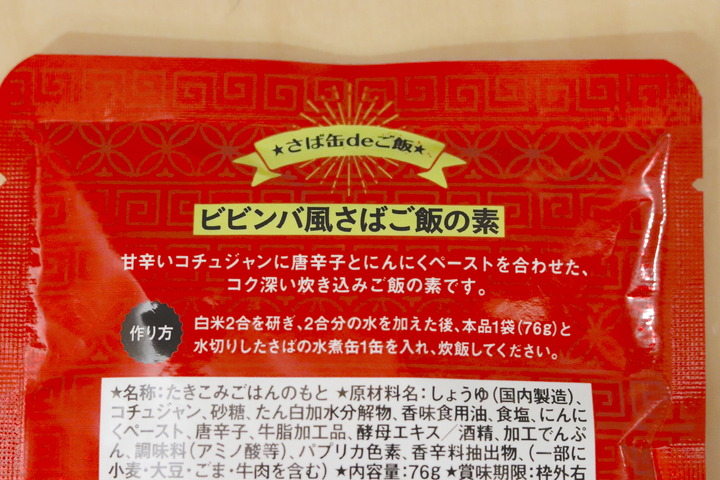 ★さば缶deご飯★
ビビンバ風さばご飯の素
甘辛いコチュジャンに唐辛子とにんにくペーストを合わせた、
コク深い炊き込みご飯の素です。
作り方
白米2合を研ぎ、2合分の水を加えた後、本品1袋(76g)と
水切りしたさばの水煮缶1缶を入れ、炊飯してください。
★名称:たきこみごはんのもと ★原材料名:しょうゆ(国内製造)、
コチュジャン、砂糖、たん白加水分解物、香味食用油、食塩、にんに
くペースト、唐辛子、牛脂加工品、酵母エキス/酒精、加工でんぷ
ん、調味料(アミノ酸等)、パプリカ色素、香辛料抽出物、(一部に
小麦・大豆・ごま・牛肉を含む) ★内容量:76g ★賞味期限:枠外右